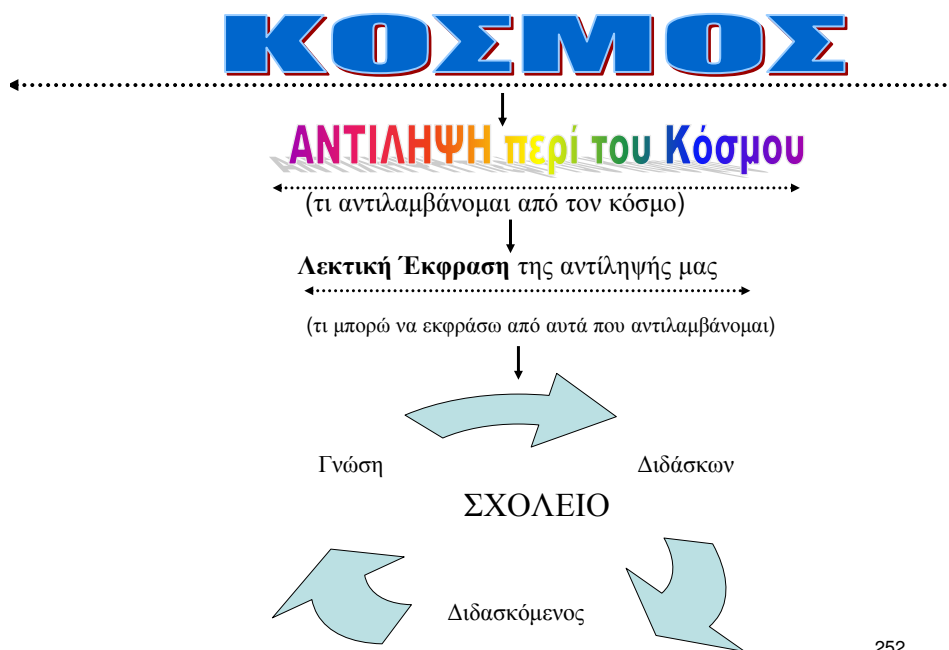 ΚΟΣΜΟΣ
ΑΝΤΙΛΗΨΗ περί του Κόσμου
(τι αντιλαμβάνομαι από τον κόσμο)
Λεκτική Έκφραση της αντίληψής μας
(τι μπορώ να εκφράσω από αυτά που αντιλαμβάνομαι)
Γνώση Διδάσκων
ΣΧΟΛΕΙΟ
Διδασκόμενος
252